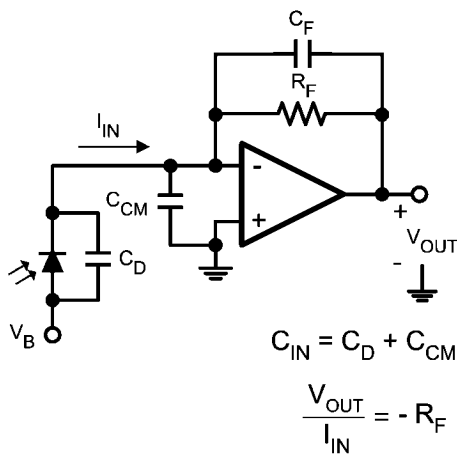 C_F
R_F
I_IN
-
C_CM
+
C_D
+
V_OUT
-
V_B
C_IN = C_D + C_CM
V_OUT / I_IN = - R_F